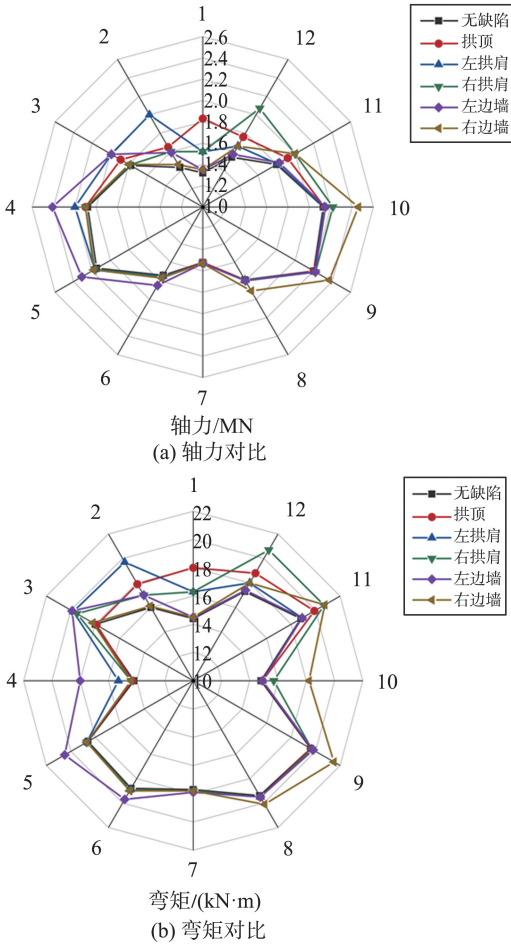 1
2
12
2.6
2.4
2.2
2.0
1.8
1.6
1.4
1.2
1.0
3
11
4
10
5
9
6
8
7
无缺陷
拱顶
左拱肩
右拱肩
左边墙
右边墙
轴力/MN
(a) 轴力对比
1
2
12
22
20
18
16
14
12
10
3
11
4
10
5
9
6
8
7
无缺陷
拱顶
左拱肩
右拱肩
左边墙
右边墙
弯矩/(kN·m)
(b) 弯矩对比